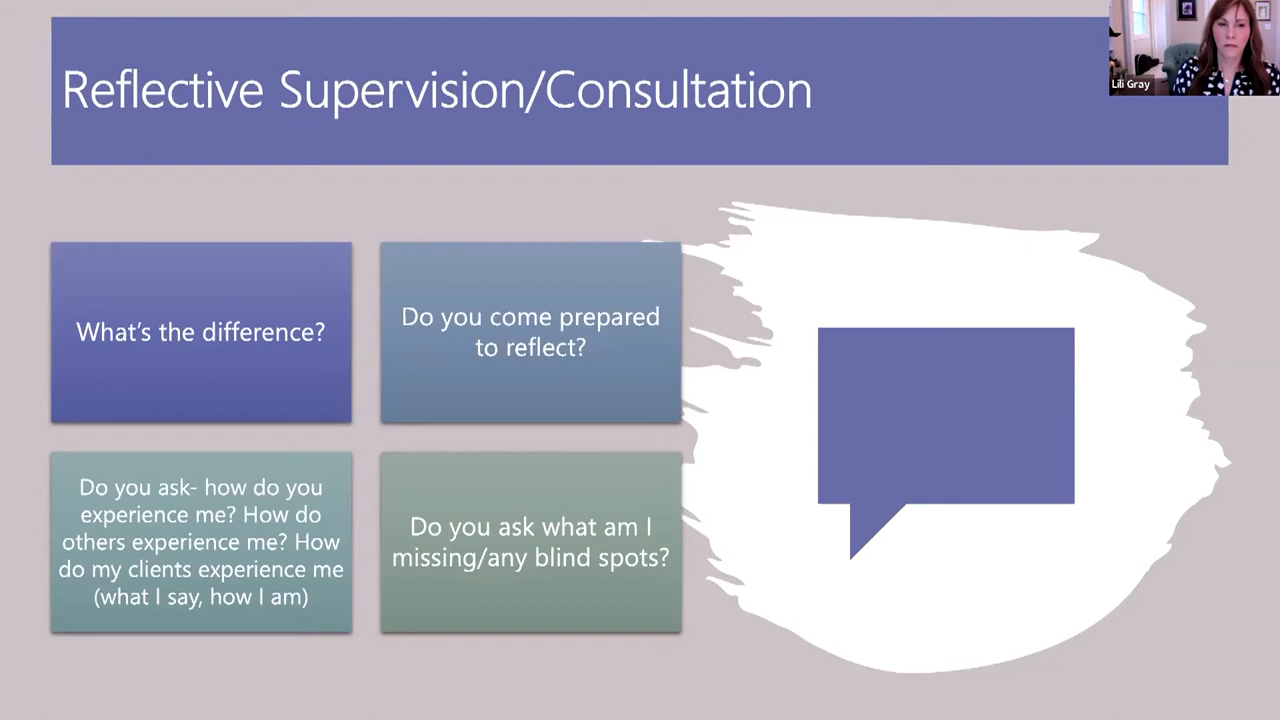 Reflective Supervision/Consultation
Lili Gray
What's the difference?
Do you come prepared
to reflect?
Do you ask- how do you
experience me? How do
others experience me? How
do my clients experience me
(what I say, how I am)
Do you ask what am I
missing/any blind spots?